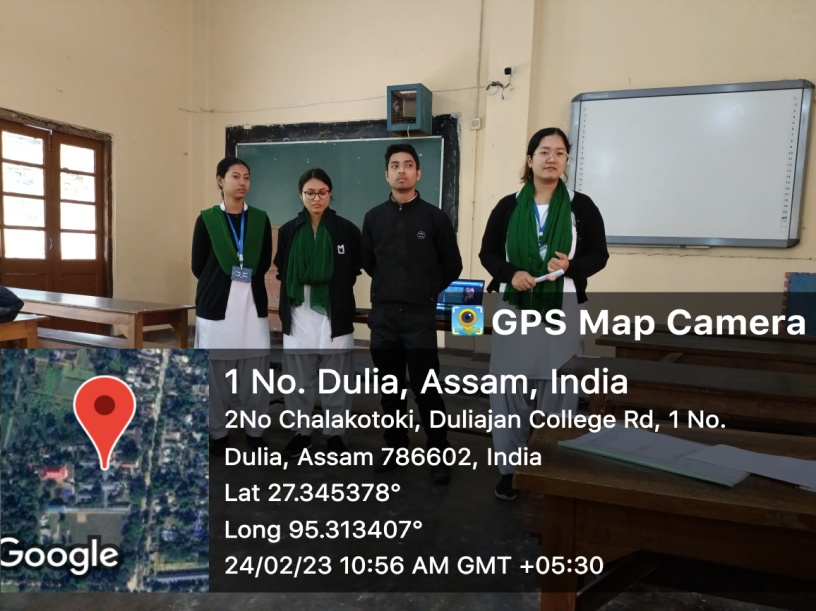 GPS Map Camera
1 No. Dulia, Assam, India
2No Chalakotoki, Duliajan College Rd, 1 No.
Dulia, Assam 786602, India
Lat 27.345378°
Long 95.313407°
24/02/23 10:56 AM GMT +05:30
Google